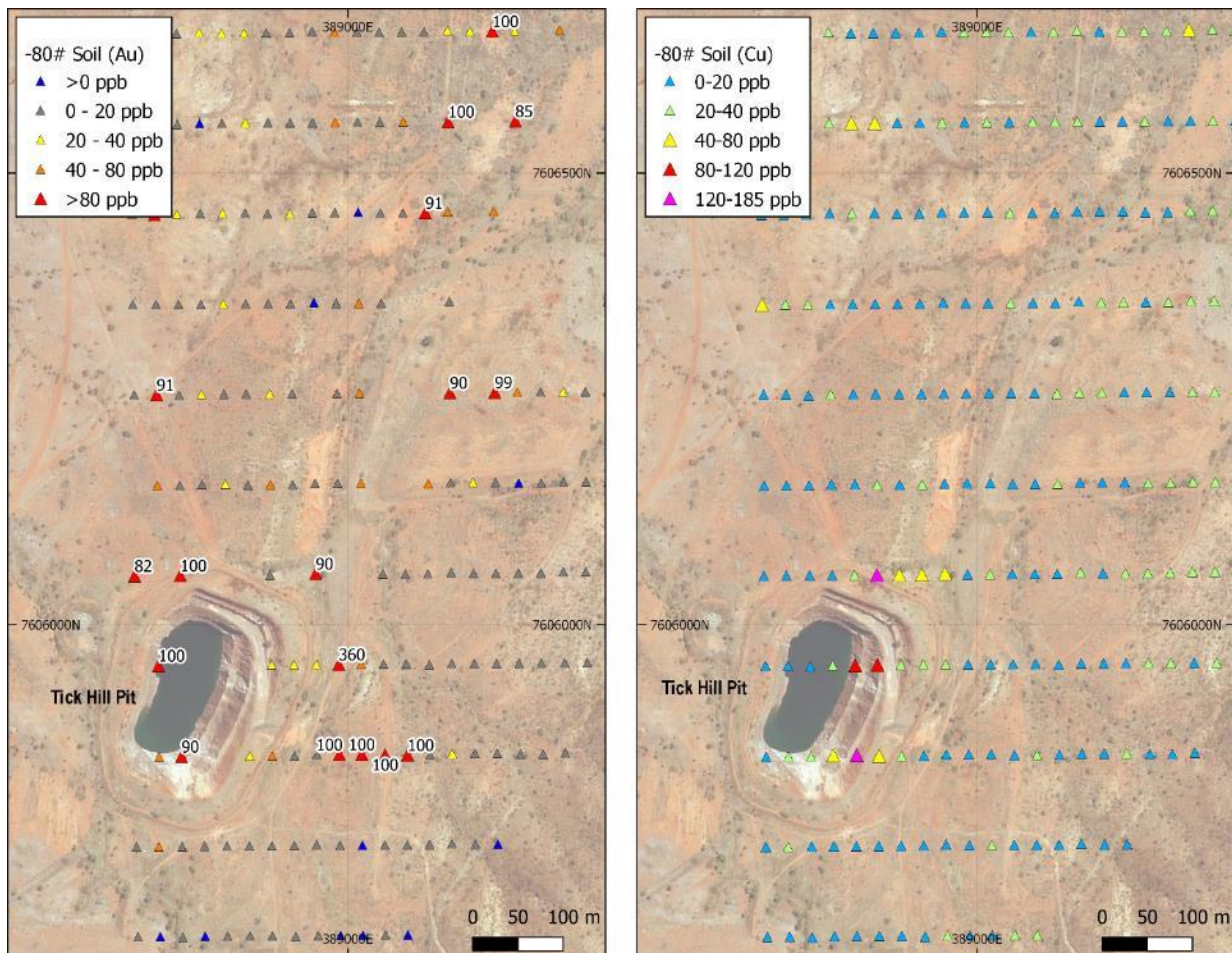 -80# Soil (Au)
>0 ppb
0 - 20 ppb
20 - 40 ppb
40 - 80 ppb
>80 ppb
389000E
100
100
85
7606500N
91
91
90
99
82
100
90
7606000N
100
360
Tick Hill Pit
90
100
100
100
100
389000E
0 50 100 m
-80# Soil (Cu)
0-20 ppb
20-40 ppb
40-80 ppb
80-120 ppb
120-185 ppb
389000E
7606500N
7606000N
Tick Hill Pit
389000E
0 50 100 m